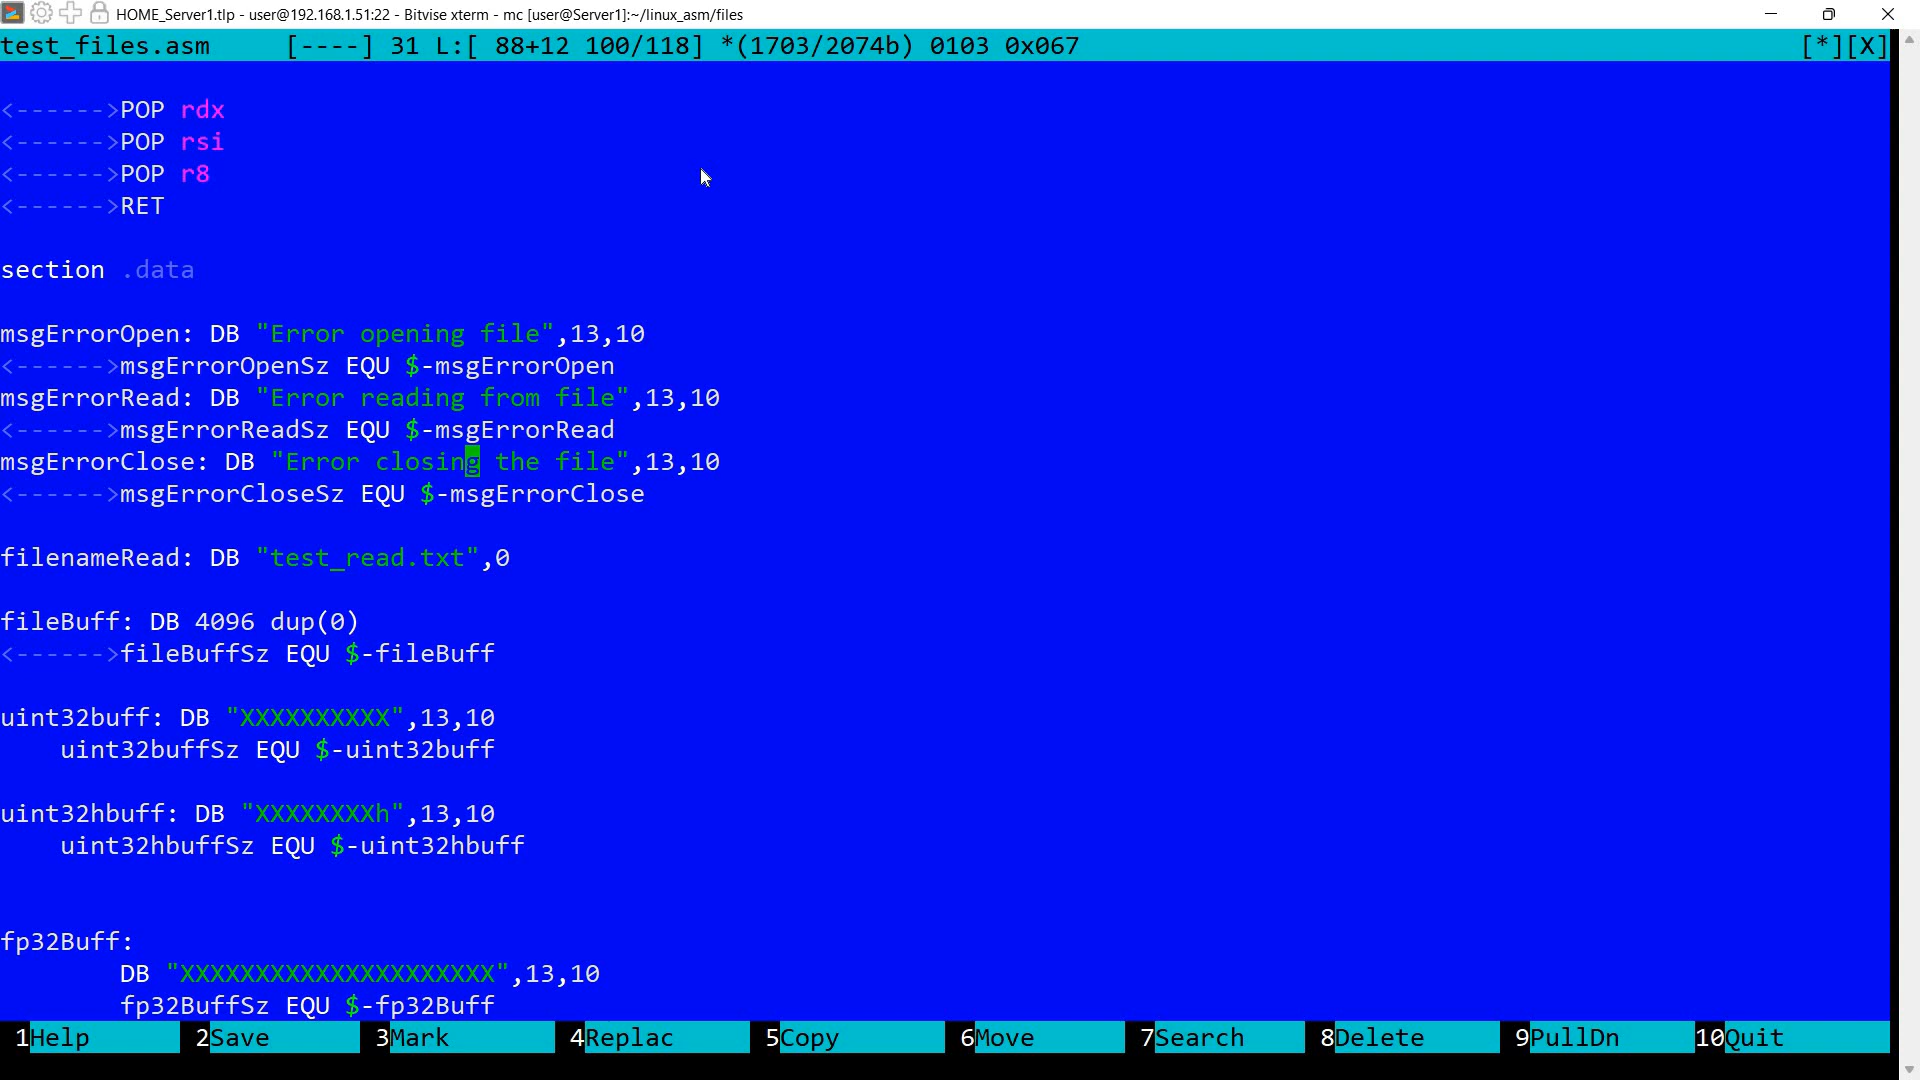 HOME_Server1.tlp - user@192.168.1.51:22 - Bitvise xterm - mc [user@Server1]:~/linux_asm/files
test_files.asm     [----] 31 L:[ 88+12 100/118] *(1703/2074b) 0103 0x067     [*][X]
<------>POP rdx
<------>POP rsi
<------>POP r8
<------>RET
section .data
msgErrorOpen: DB "Error opening file",13,10
<------>msgErrorOpenSz EQU $-msgErrorOpen
msgErrorRead: DB "Error reading from file",13,10
<------>msgErrorReadSz EQU $-msgErrorRead
msgErrorClose: DB "Error closing the file",13,10
<------>msgErrorCloseSz EQU $-msgErrorClose
filenameRead: DB "test_read.txt",0
fileBuff: DB 4096 dup(0)
<------>fileBuffSz EQU $-fileBuff
uint32buff: DB "XXXXXXXXXX",13,10
    uint32buffSz EQU $-uint32buff
uint32hbuff: DB "XXXXXXXXh",13,10
    uint32hbuffSz EQU $-uint32hbuff
fp32Buff:
        DB "XXXXXXXXXXXXXXXXXXXXX",13,10
        fp32BuffSz EQU $-fp32Buff
1Help 2Save 3Mark 4Replac 5Copy 6Move 7Search 8Delete 9PullDn 10Quit